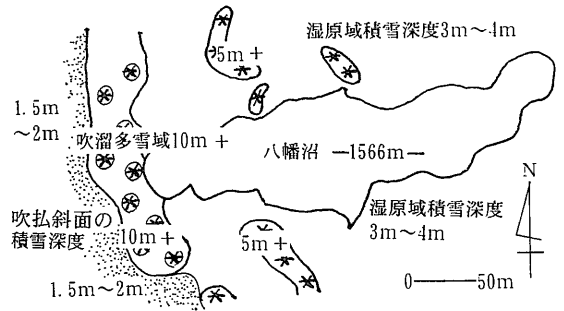 湿原域積雪深度3m〜4m
5m+
1.5m
〜2m
吹溜多雪域10m+
八幡沼 —1566m—
N
吹払斜面の
積雪深度
湿原域積雪深度
3m〜4m
10m+
5m+
1.5m〜2m
0——50m